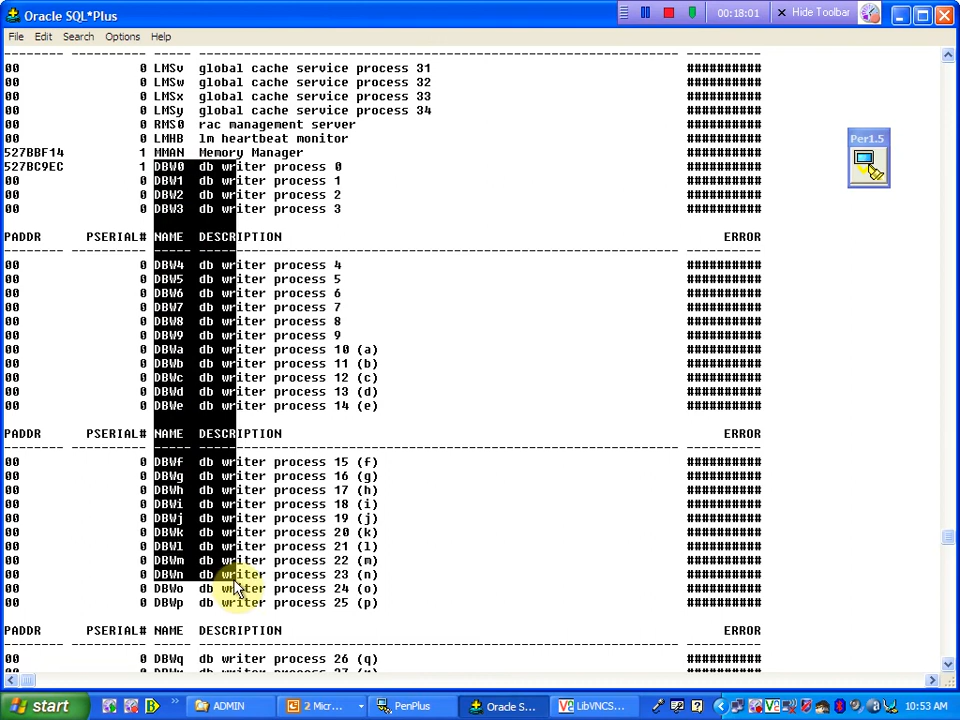 Oracle SQL*Plus
00:18:01
Hide Toolbar
File Edit Search Options Help
-------- ---------- ----- ---------------------------------------------------------------- ----------
00 0 LMSv global cache service process 31 ##########
00 0 LMSw global cache service process 32 ##########
00 0 LMSx global cache service process 33 ##########
00 0 LMSy global cache service process 34 ##########
00 0 RMS0 rac management server ##########
00 0 LMHB lm heartbeat monitor ##########
527BBF14 1 MMAN Memory Manager ##########
527BC9EC 1 DBW0 db writer process 0 ##########
00 0 DBW1 db writer process 1 ##########
00 0 DBW2 db writer process 2 ##########
00 0 DBW3 db writer process 3 ##########
PADDR PSERIAL# NAME DESCRIPTION ERROR
-------- ---------- ----- ---------------------------------------------------------------- ----------
00 0 DBW4 db writer process 4 ##########
00 0 DBW5 db writer process 5 ##########
00 0 DBW6 db writer process 6 ##########
00 0 DBW7 db writer process 7 ##########
00 0 DBW8 db writer process 8 ##########
00 0 DBW9 db writer process 9 ##########
00 0 DBWa db writer process 10 (a) ##########
00 0 DBWb db writer process 11 (b) ##########
00 0 DBWc db writer process 12 (c) ##########
00 0 DBWd db writer process 13 (d) ##########
00 0 DBWe db writer process 14 (e) ##########
PADDR PSERIAL# NAME DESCRIPTION ERROR
-------- ---------- ----- ---------------------------------------------------------------- ----------
00 0 DBWf db writer process 15 (f) ##########
00 0 DBWg db writer process 16 (g) ##########
00 0 DBWh db writer process 17 (h) ##########
00 0 DBWi db writer process 18 (i) ##########
00 0 DBWj db writer process 19 (j) ##########
00 0 DBWk db writer process 20 (k) ##########
00 0 DBWl db writer process 21 (l) ##########
00 0 DBWm db writer process 22 (m) ##########
00 0 DBWn db writer process 23 (n) ##########
00 0 DBWo db writer process 24 (o) ##########
00 0 DBWp db writer process 25 (p) ##########
PADDR PSERIAL# NAME DESCRIPTION ERROR
-------- ---------- ----- ---------------------------------------------------------------- ----------
00 0 DBWq db writer process 26 (q) ##########
Per1.5
start ADMIN 2 Micr... PenPlus Oracle S... LibVNCS... 10:53 AM